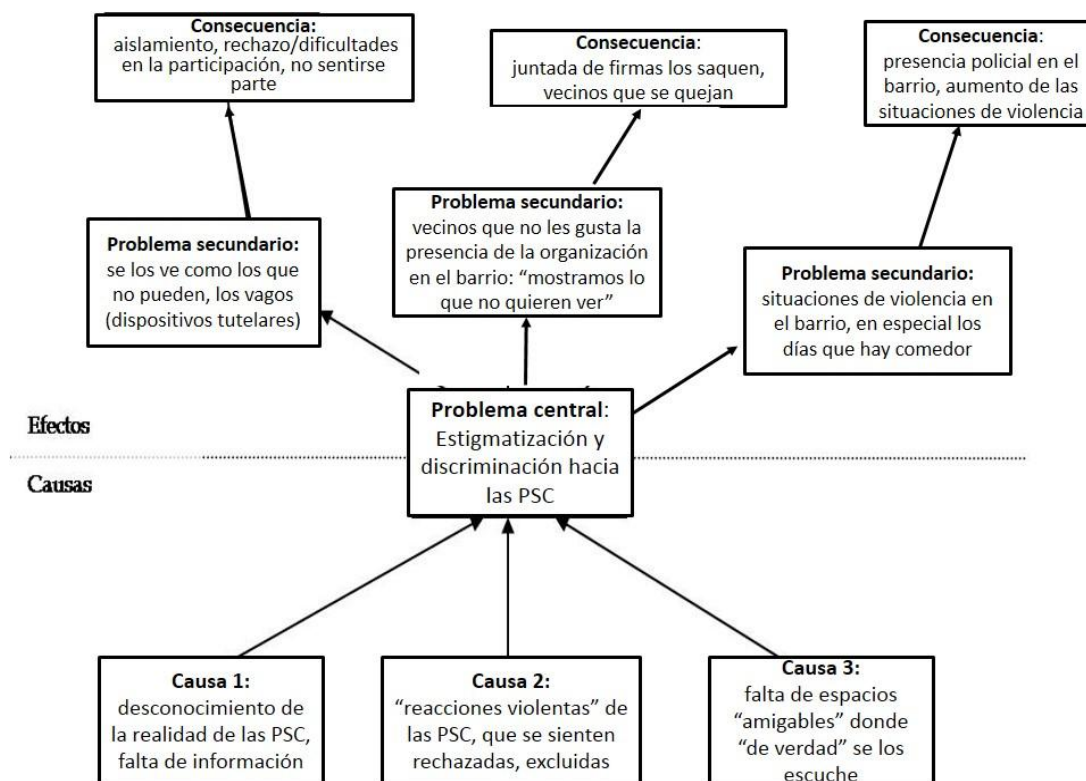 Consecuencia:
aislamiento, rechazo/dificultades
en la participación, no sentirse
parte
Consecuencia:
juntada de firmas los saquen,
vecinos que se quejan
Consecuencia:
presencia policial en el
barrio, aumento de las
situaciones de violencia
Problema secundario:
se los ve como los que
no pueden, los vagos
(dispositivos tutelares)
Problema secundario:
vecinos que no les gusta la
presencia de la organización
en el barrio: “mostramos lo
que no quieren ver”
Problema secundario:
situaciones de violencia en
el barrio, en especial los
días que hay comedor
Efectos
Problema central:
Estigmatización y
discriminación hacia
las PSC
Causas
Causa 1:
desconocimiento de
la realidad de las PSC,
falta de información
Causa 2:
“reacciones violentas” de
las PSC, que se sienten
rechazadas, excluidas
Causa 3:
falta de espacios
“amigables” donde
“de verdad” se los
escuche